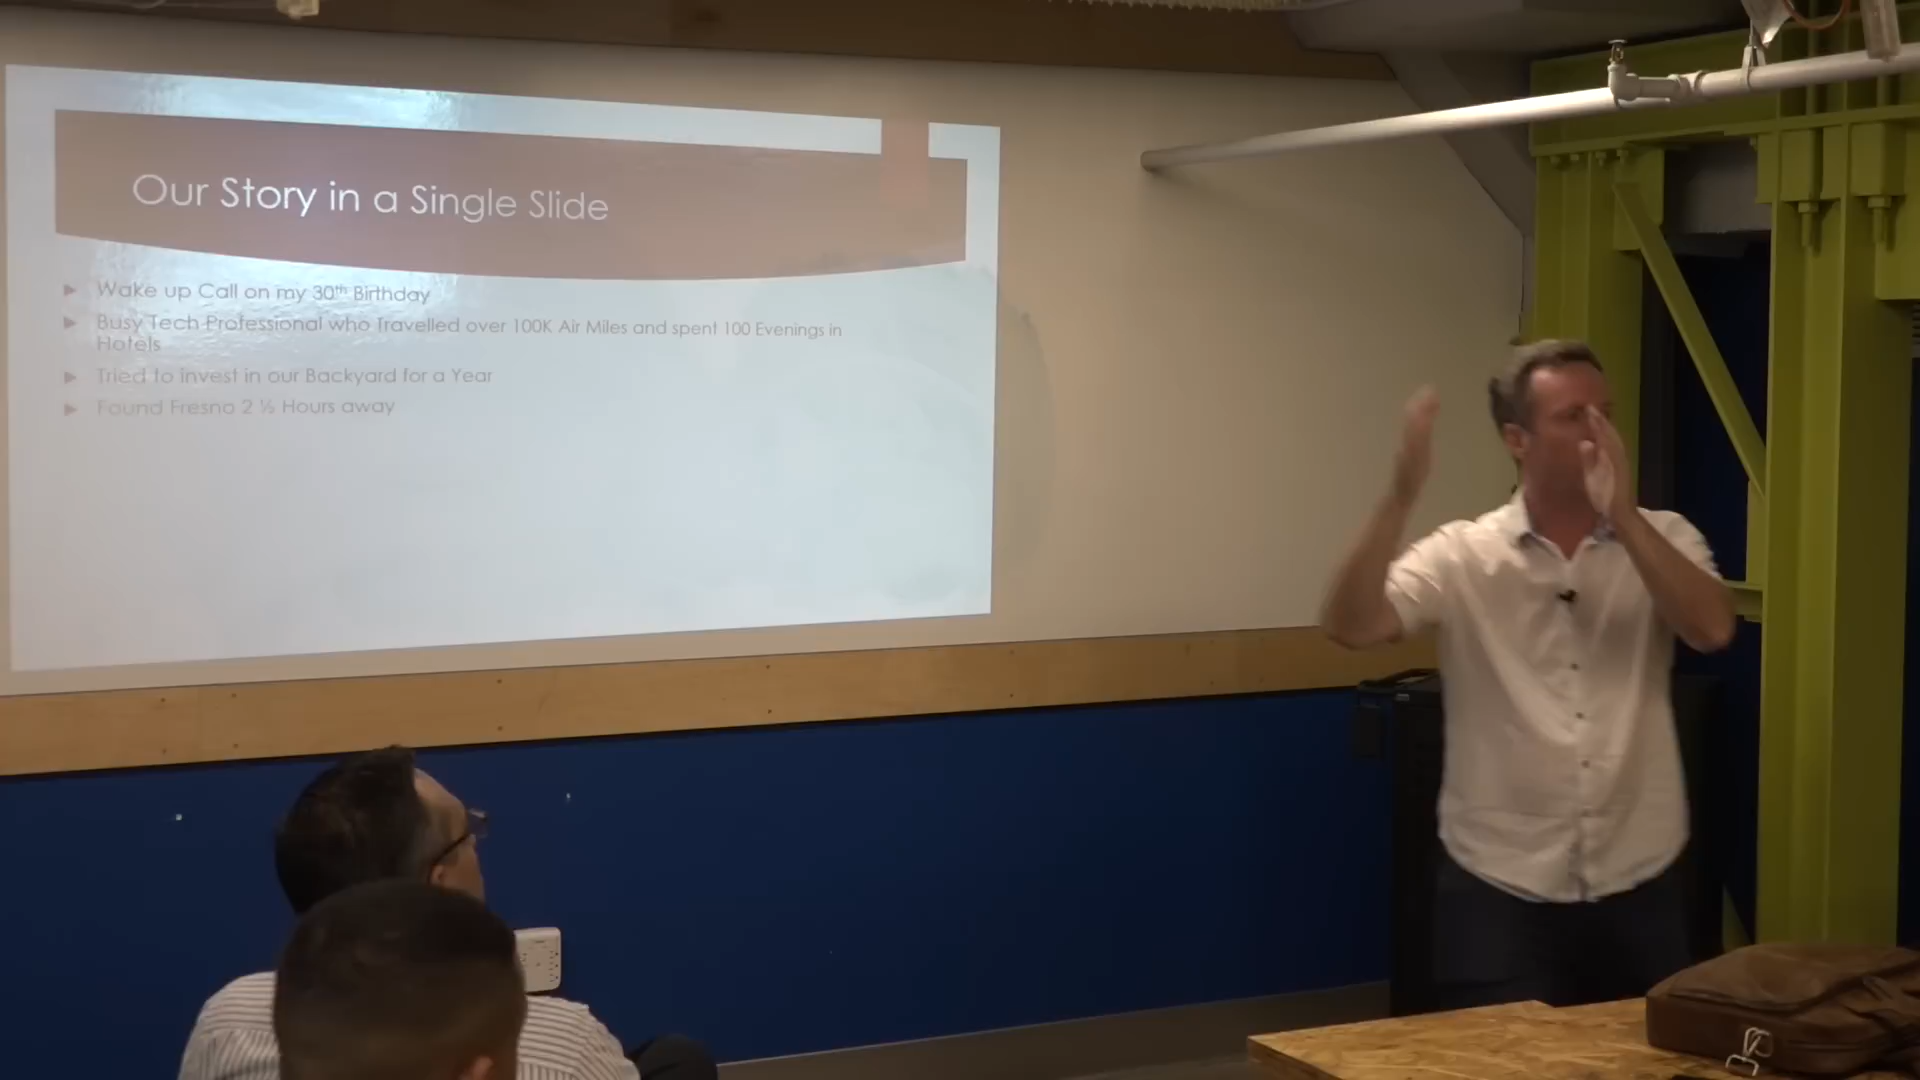 Our Story in a Single Slide
Wake up Call on my 30th Birthday
Busy Tech Professional who Travelled over 100K Air Miles and spent 100 Evenings in
Hotels
Tried to invest in our Backyard for a Year
Found Fresno 2 ½ Hours away